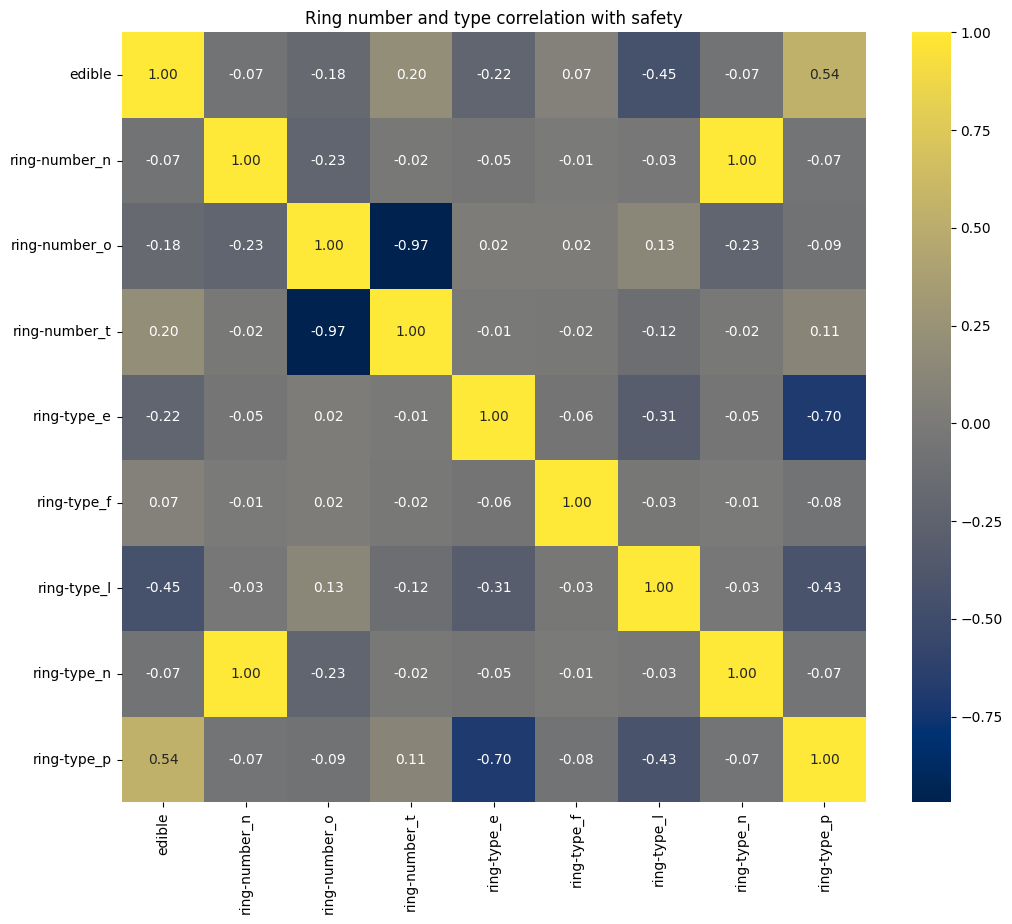 Ring number and type correlation with safety
edible 1.00 -0.07 -0.18 0.20 -0.22 0.07 -0.45 -0.07 0.54
ring-number_n -0.07 1.00 -0.23 -0.02 -0.05 -0.01 -0.03 1.00 -0.07
ring-number_o -0.18 -0.23 1.00 -0.97 0.02 0.02 0.13 -0.23 -0.09
ring-number_t 0.20 -0.02 -0.97 1.00 -0.01 -0.02 -0.12 -0.02 0.11
ring-type_e -0.22 -0.05 0.02 -0.01 1.00 -0.06 -0.31 -0.05 -0.70
ring-type_f 0.07 -0.01 0.02 -0.02 -0.06 1.00 -0.03 -0.01 -0.08
ring-type_l -0.45 -0.03 0.13 -0.12 -0.31 -0.03 1.00 -0.03 -0.43
ring-type_n -0.07 1.00 -0.23 -0.02 -0.05 -0.01 -0.03 1.00 -0.07
ring-type_p 0.54 -0.07 -0.09 0.11 -0.70 -0.08 -0.43 -0.07 1.00
edible
ring-number_n
ring-number_o
ring-number_t
ring-type_e
ring-type_f
ring-type_l
ring-type_n
ring-type_p
1.00
0.75
0.50
0.25
0.00
−0.25
−0.50
−0.75